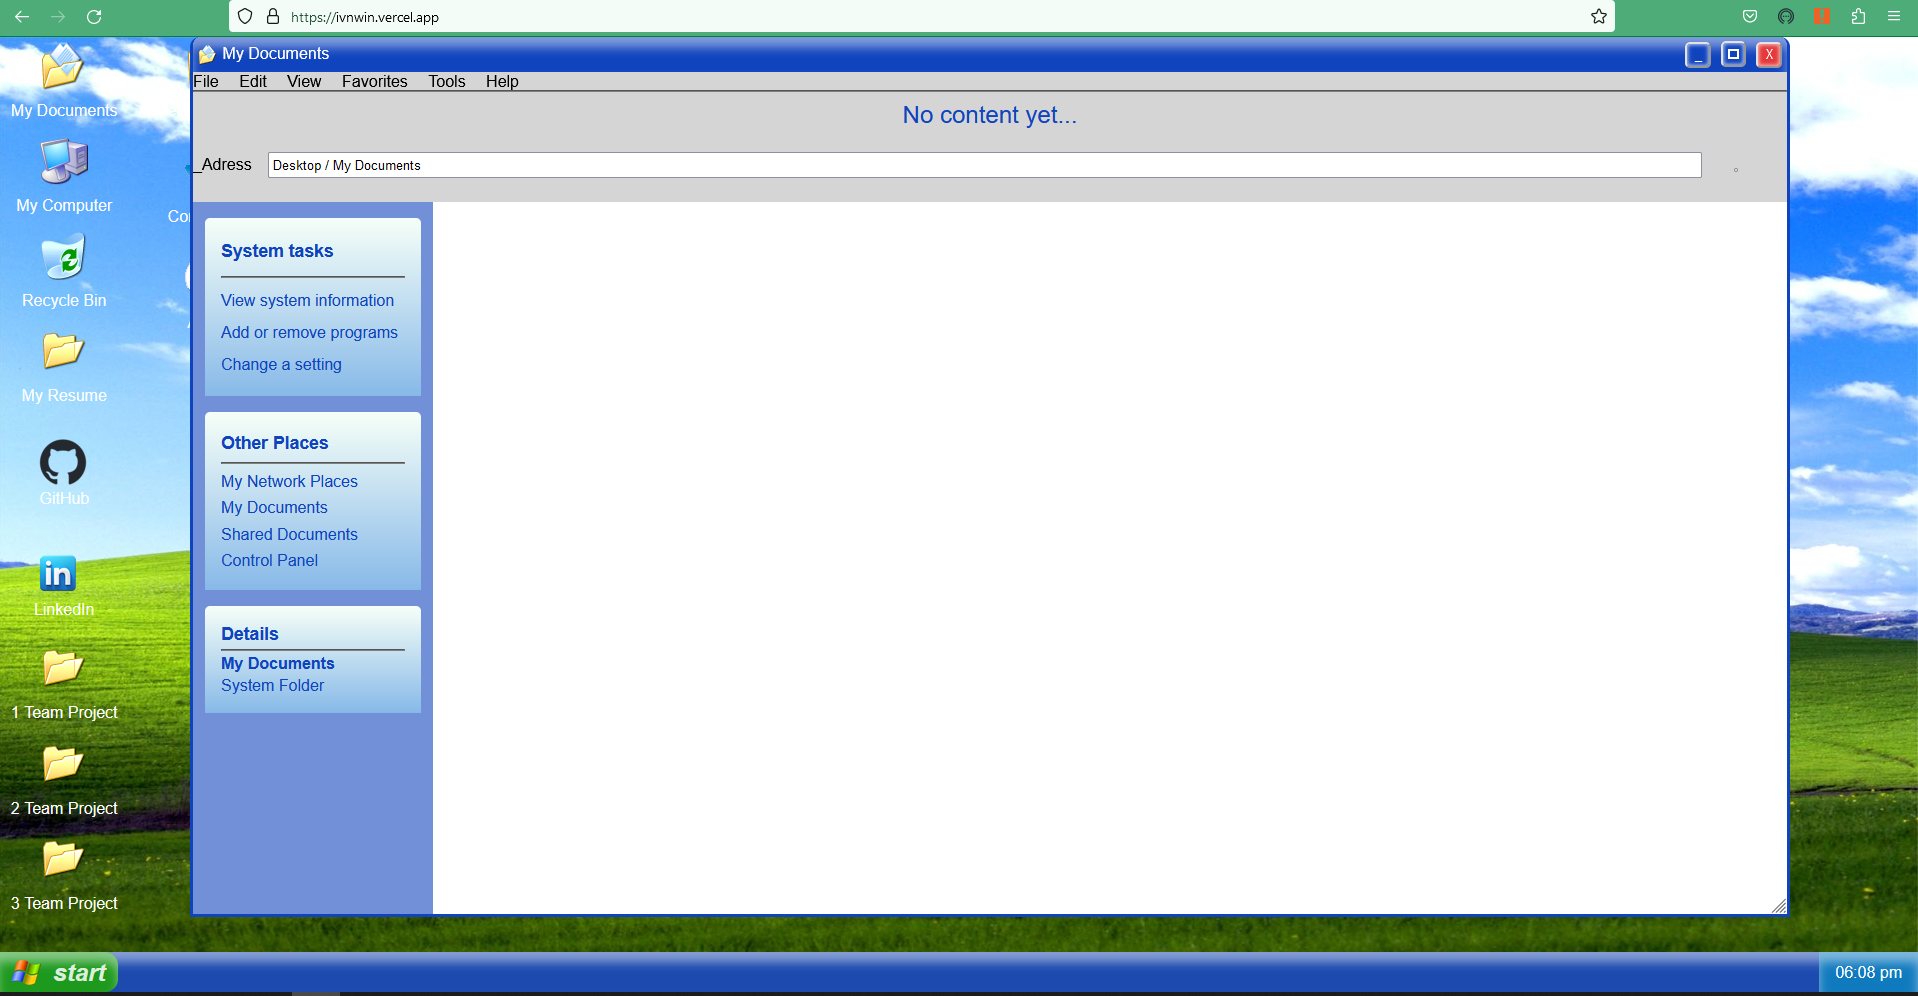 https://ivnwin.vercel.app
My Documents
File Edit View Favorites Tools Help
No content yet...
_Adress Desktop / My Documents
System tasks
View system information
Add or remove programs
Change a setting
Other Places
My Network Places
My Documents
Shared Documents
Control Panel
Details
My Documents
System Folder
My Documents
My Computer
Recycle Bin
My Resume
GitHub
in
LinkedIn
1 Team Project
2 Team Project
3 Team Project
start
06:08 pm